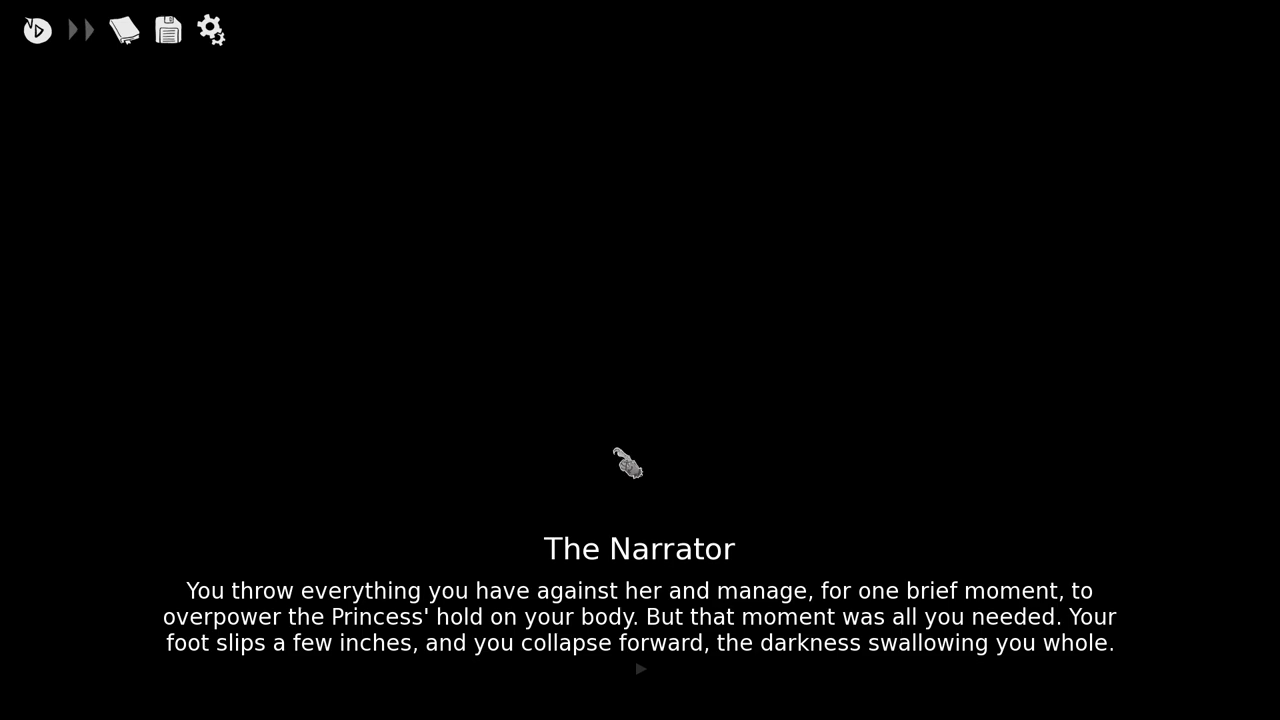 The Narrator
You throw everything you have against her and manage, for one brief moment, to
overpower the Princess' hold on your body. But that moment was all you needed. Your
foot slips a few inches, and you collapse forward, the darkness swallowing you whole.